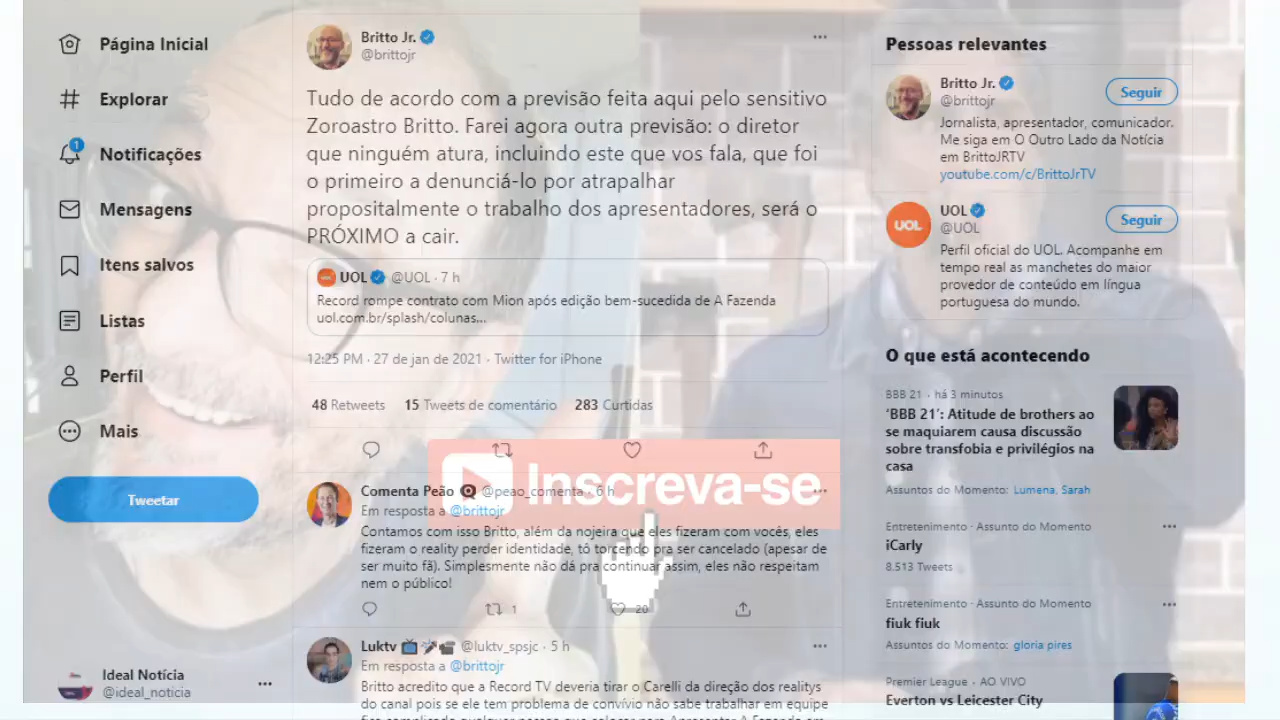 Página Inicial
Explorar
1
Notificações
Mensagens
Itens salvos
Listas
Perfil
Mais
Tweetar
Ideal Notícia
@ideal_noticia
Britto Jr.
@brittojr
Tudo de acordo com a previsão feita aqui pelo sensitivo
Zoroastro Britto. Farei agora outra previsão: o diretor
que ninguém atura, incluindo este que vos fala, que foi
o primeiro a denunciá-lo por atrapalhar
propositalmente o trabalho dos apresentadores, será o
PRÓXIMO a cair.
UOL @UOL · 7 h
Record rompe contrato com Mion após edição bem-sucedida de A Fazenda
uol.com.br/splash/colunas...
12:25 PM · 27 de jan de 2021 · Twitter for iPhone
48 Retweets 15 Tweets de comentário 283 Curtidas
Inscreva-se
Comenta Peão @peao_comenta · 6 h
Em resposta a @brittojr
Contamos com isso Britto, além da nojeira que eles fizeram com vocês, eles
fizeram o reality perder identidade, tô torcendo pra ser cancelado (apesar de
ser muito fã). Simplesmente não dá pra continuar assim, eles não respeitam
nem o público!
1 20
Luktv @luktv_spsjc · 5 h
Em resposta a @brittojr
Britto acredito que a Record TV deveria tirar o Carelli da direção dos realitys
do canal pois se ele tem problema de convívio não sabe trabalhar em equipe
Pessoas relevantes
Britto Jr.
@brittojr
Seguir
Jornalista, apresentador, comunicador.
Me siga em O Outro Lado da Notícia
em BrittoJRTV
youtube.com/c/BrittoJrTV
UOL
UOL
@UOL
Seguir
Perfil oficial do UOL. Acompanhe em
tempo real as manchetes do maior
provedor de conteúdo em língua
portuguesa do mundo.
O que está acontecendo
BBB 21 · há 3 minutos
‘BBB 21’: Atitude de brothers ao
se maquiarem causa discussão
sobre transfobia e privilégios na
casa
Assuntos do Momento: Lumena, Sarah
Entretenimento · Assunto do Momento
iCarly
8.513 Tweets
Entretenimento · Assunto do Momento
fiuk fiuk
Assuntos do Momento: gloria pires
Premier League · AO VIVO
Everton vs Leicester City